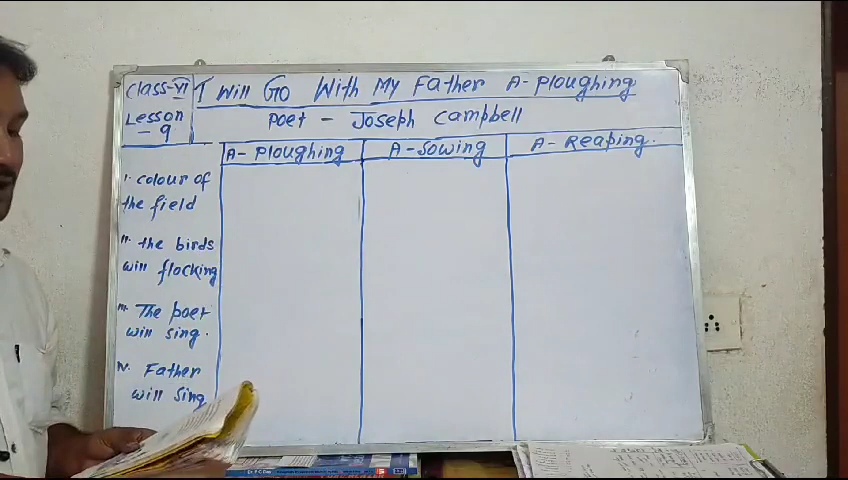 Class-VI
I Will Go With My Father A-Ploughing
Lesson
- 9
Poet - Joseph Campbell
A- Ploughing
A-Sowing
A- Reaping.
I. colour of
the field
II. the birds
will flocking
III. The poet
will sing.
IV. Father
will sing